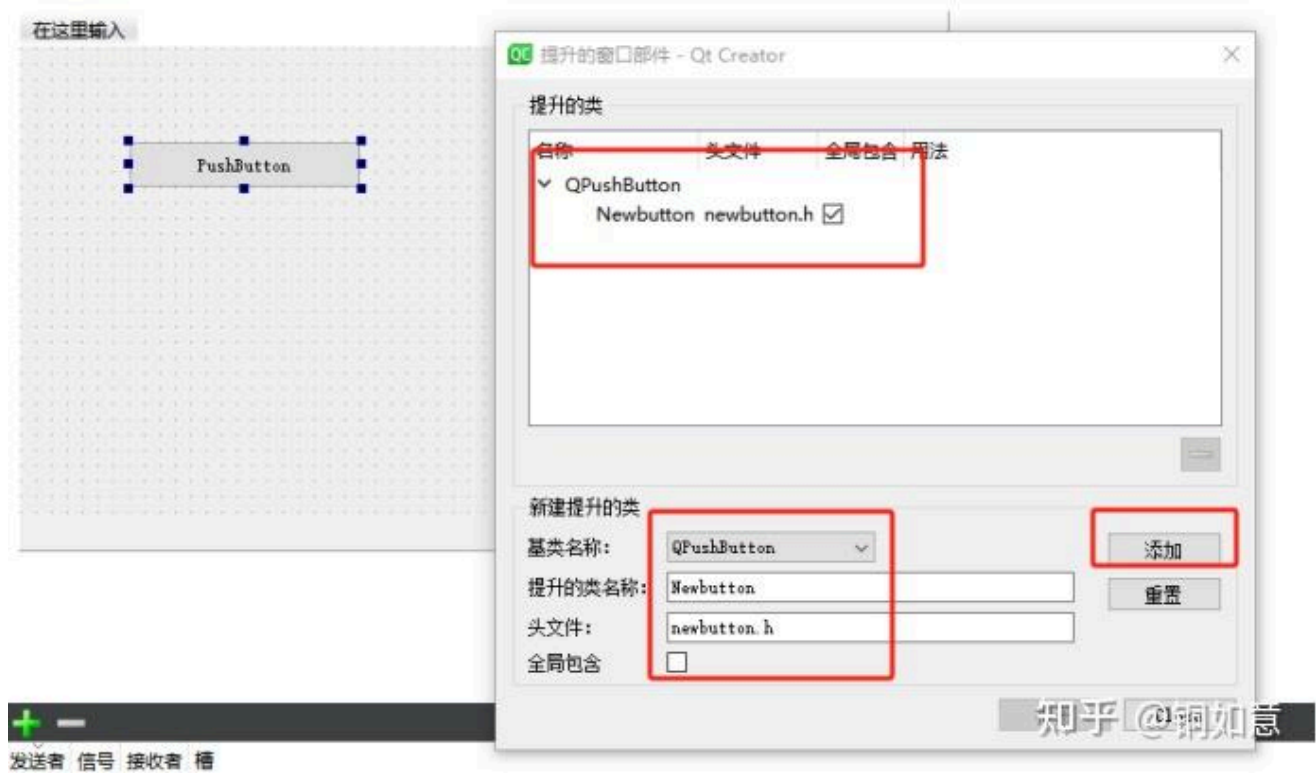 在这里输入
PushButton
提升的窗口部件 - Qt Creator
提升的类
名称 头文件 全局包含 用法
QPushButton
Newbutton newbutton.h
新建提升的类
基类名称: QPushButton 添加
提升的类名称: Newbutton 重置
头文件: newbutton.h
全局包含
知乎 @铜如意
发送者 信号 接收者 槽